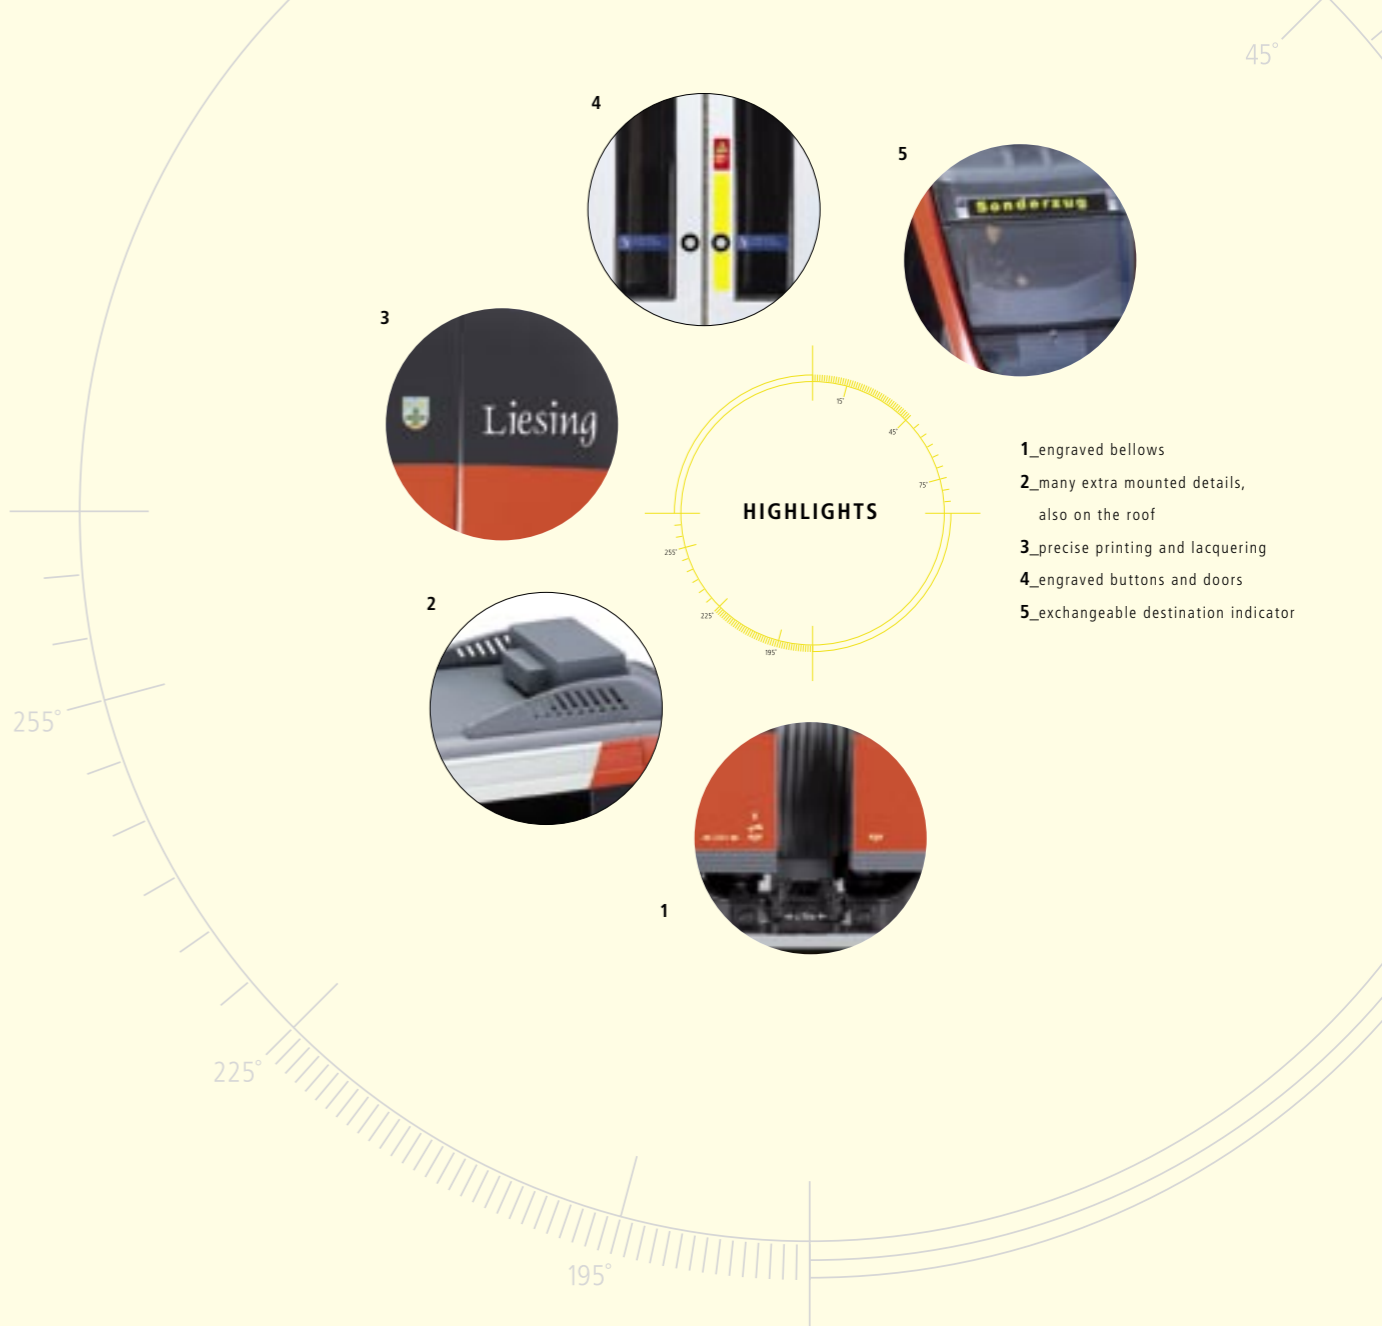 45°
4
5
Sonderzug
3
Liesing
15°
45°
75°
HIGHLIGHTS
1_engraved bellows
2_many extra mounted details,
also on the roof
3_precise printing and lacquering
4_engraved buttons and doors
5_exchangeable destination indicator
255°
225°
195°
2
1
255°
225°
195°